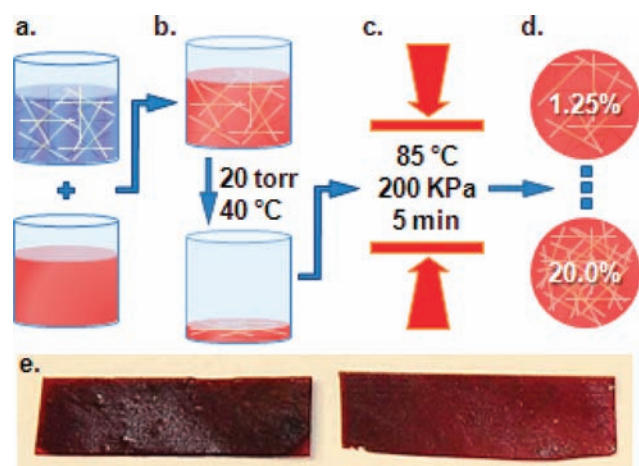 a.
b.
c.
d.
+
20 torr
40 °C
85 °C
200 KPa
5 min
1.25%
20.0%
e.